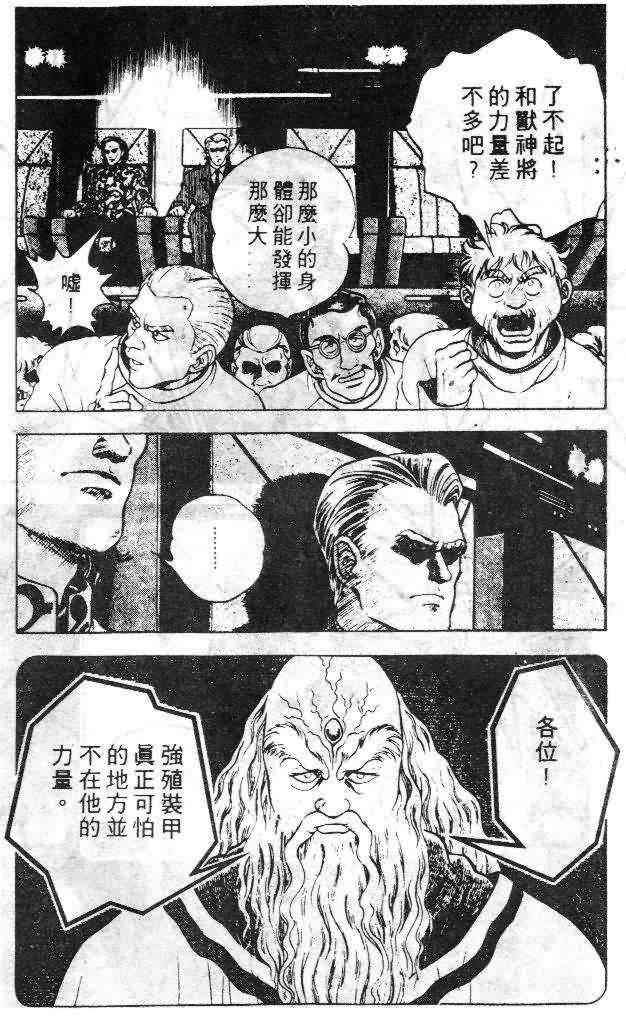 了不起！
和獸神將
的力量差
不多吧？
那麼小的身
體卻能發揮
那麼大……
噓！
………
各位！
強殖裝甲
真正可怕
的地方並
不在他的
力量。